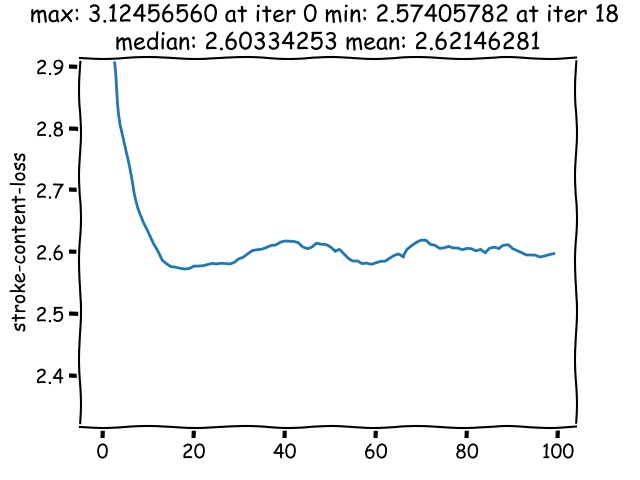 max: 3.12456560 at iter 0 min: 2.57405782 at iter 18
median: 2.60334253 mean: 2.62146281
2.9
2.8
2.7
2.6
2.5
2.4
stroke-content-loss
0 20 40 60 80 100